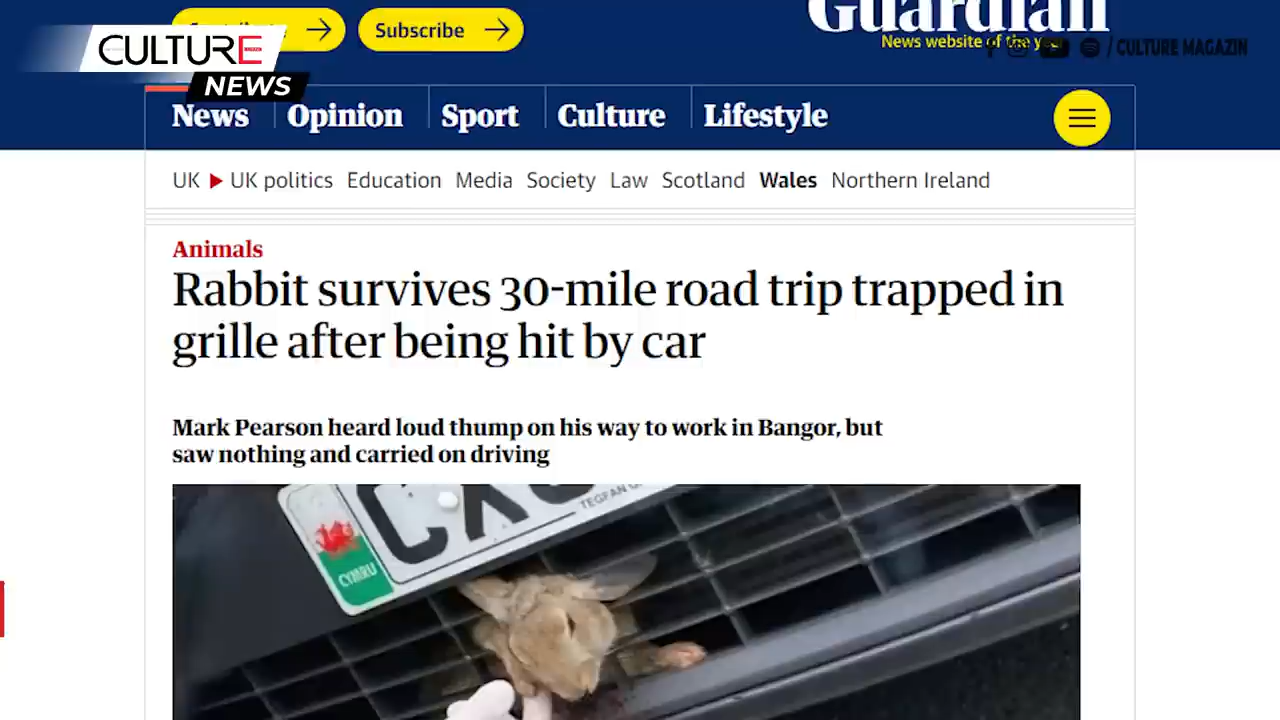 Subscribe
Guardian
News website of the year
CULTURE
NEWS
/ CULTURE MAGAZIN
News Opinion Sport Culture Lifestyle
UK UK politics Education Media Society Law Scotland Wales Northern Ireland
Animals
Rabbit survives 30-mile road trip trapped in
grille after being hit by car
Mark Pearson heard loud thump on his way to work in Bangor, but
saw nothing and carried on driving
CYMRU